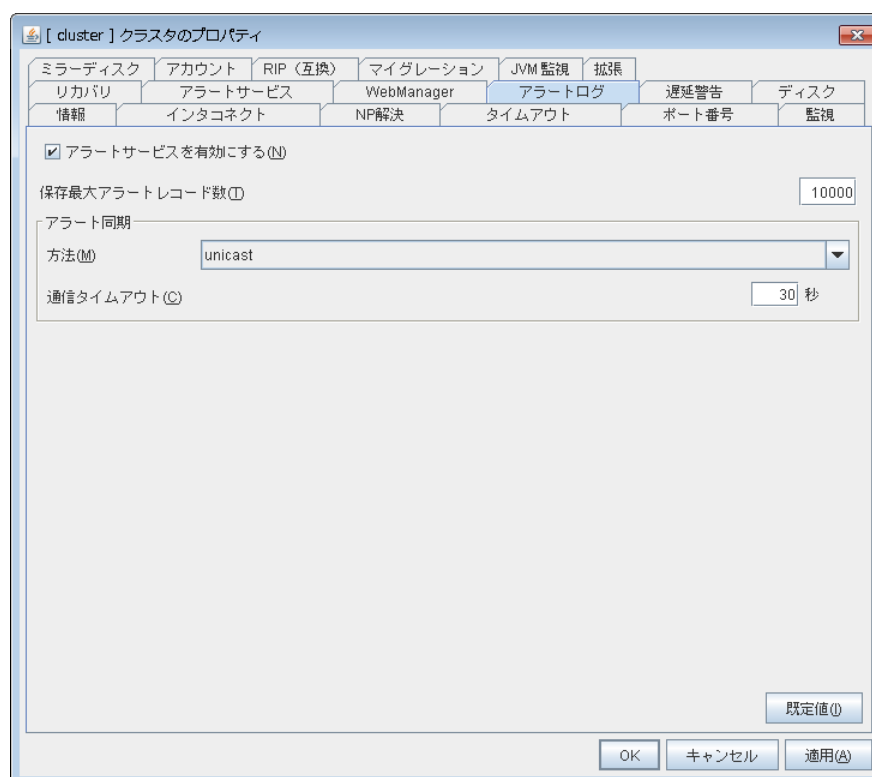 [ cluster ] クラスタのプロパティ
ミラーディスク アカウント RIP（互換） マイグレーション JVM 監視 拡張
リカバリ アラートサービス WebManager アラートログ 遅延警告 ディスク
情報 インタコネクト NP解決 タイムアウト ポート番号 監視
アラートサービスを有効にする(N)
保存最大アラートレコード数(T) 10000
アラート同期
方法(M) unicast
通信タイムアウト(C) 30 秒
既定値(I)
OK キャンセル 適用(A)